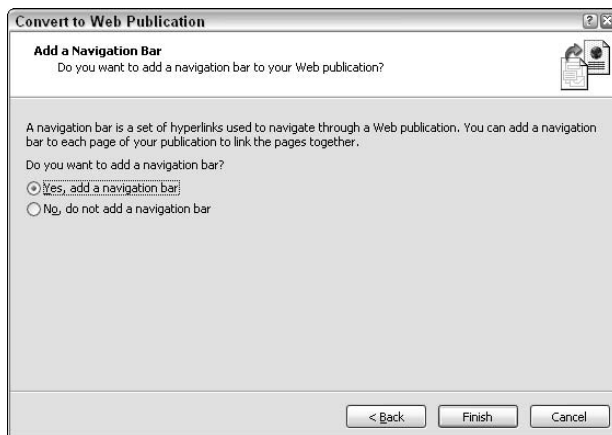 Convert to Web Publication
Add a Navigation Bar
Do you want to add a navigation bar to your Web publication?
A navigation bar is a set of hyperlinks used to navigate through a Web publication. You can add a navigation
bar to each page of your publication to link the pages together.
Do you want to add a navigation bar?
Yes, add a navigation bar
No, do not add a navigation bar
< Back
Finish
Cancel